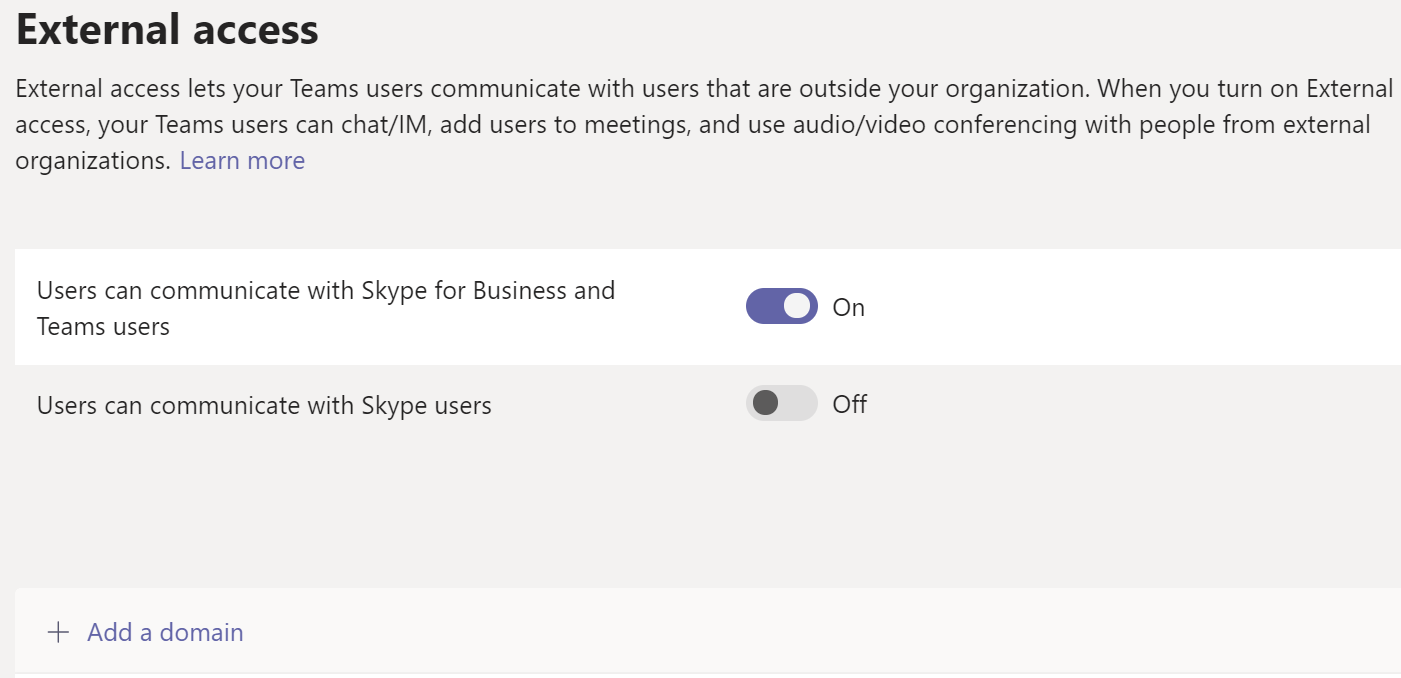 External access
External access lets your Teams users communicate with users that are outside your organization. When you turn on External
access, your Teams users can chat/IM, add users to meetings, and use audio/video conferencing with people from external
organizations. Learn more
Users can communicate with Skype for Business and
Teams users
On
Users can communicate with Skype users
Off
+ Add a domain